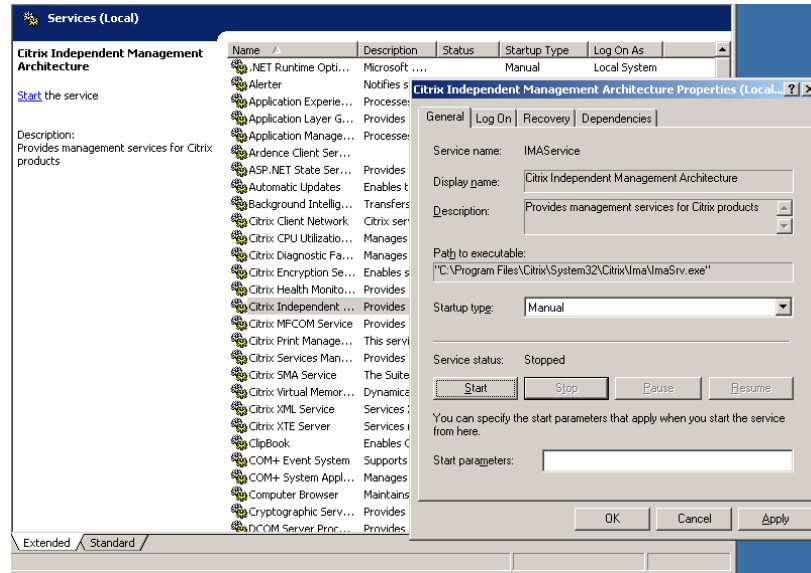 Services (Local)
Citrix Independent Management
Architecture
Start the service
Description:
Provides management services for Citrix
products
Name Description Status Startup Type Log On As
.NET Runtime Opti... Microsoft .... Manual Local System
Alerter Notifies s
Application Experie... Processe
Application Layer G... Provides
Application Manage... Processe
Ardence Client Ser...
ASP.NET State Ser... Provides
Automatic Updates Enables t
Background Intellig... Transfers
Citrix Client Network Citrix ser
Citrix CPU Utilizatio... Manages
Citrix Diagnostic Fa... Manages
Citrix Encryption Se... Enables s
Citrix Health Monito... Provides
Citrix Independent ... Provides
Citrix MFCOM Service Provides
Citrix Print Manage... This servi
Citrix Services Man... Provides
Citrix SMA Service The Suite
Citrix Virtual Memor... Dynamica
Citrix XML Service Services
Citrix XTE Server Services
ClipBook Enables C
COM+ Event System Supports
COM+ System Appl... Manages
Computer Browser Maintains
Cryptographic Serv... Provides
DCOM Server Proc... Provides
Extended Standard
Citrix Independent Management Architecture Properties (Local... ? X
General Log On Recovery Dependencies
Service name: IMAService
Display name: Citrix Independent Management Architecture
Description: Provides management services for Citrix products
Path to executable:
"C:\Program Files\Citrix\System32\Citrix\Ima\ImaSrv.exe"
Startup type: Manual
Service status: Stopped
Start Stop Pause Resume
You can specify the start parameters that apply when you start the service
from here.
Start parameters:
OK Cancel Apply